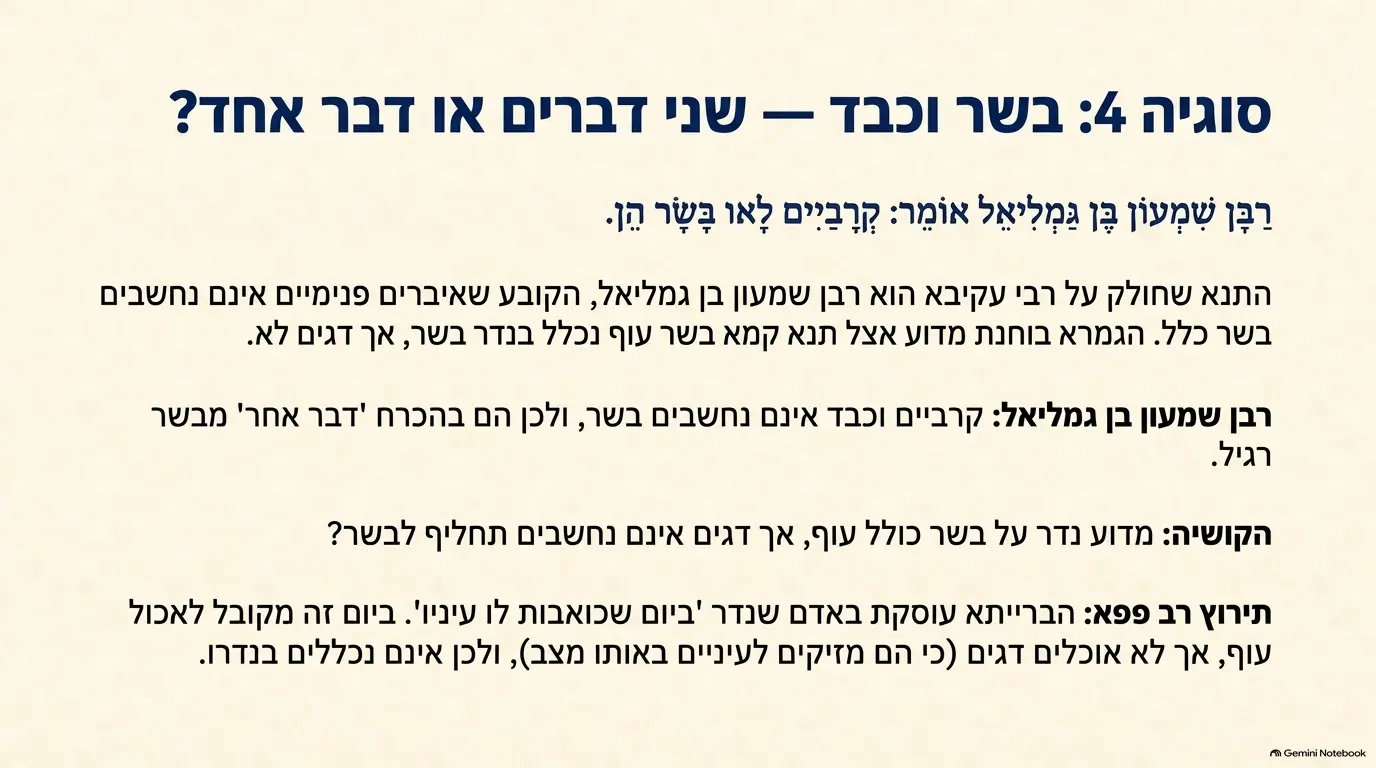 סוגיה 4: בשר וכבד — שני דברים או דבר אחד?
רַבָּן שִׁמְעוֹן בֶּן גַּמְלִיאֵל אוֹמֵר: קְרָבַיִים לָאו בָּשָׂר הֵן.
התנא שחולק על רבי עקיבא הוא רבן שמעון בן גמליאל, הקובע שאיברים פנימיים אינם נחשבים
בשר כלל. הגמרא בוחנת מדוע אצל תנא קמא בשר עוף נכלל בנדר בשר, אך דגים לא.
רבן שמעון בן גמליאל: קרביים וכבד אינם נחשבים בשר, ולכן הם בהכרח 'דבר אחר' מבשר
רגיל.
הקושיה: מדוע נדר על בשר כולל עוף, אך דגים אינם נחשבים תחליף לבשר?
תירוץ רב פפא: הברייתא עוסקת באדם שנדר 'ביום שכואבות לו עיניו'. ביום זה מקובל לאכול
עוף, אך לא אוכלים דגים (כי הם מזיקים לעיניים באותו מצב), ולכן אינם נכללים בנדרו.
Gemini Notebook